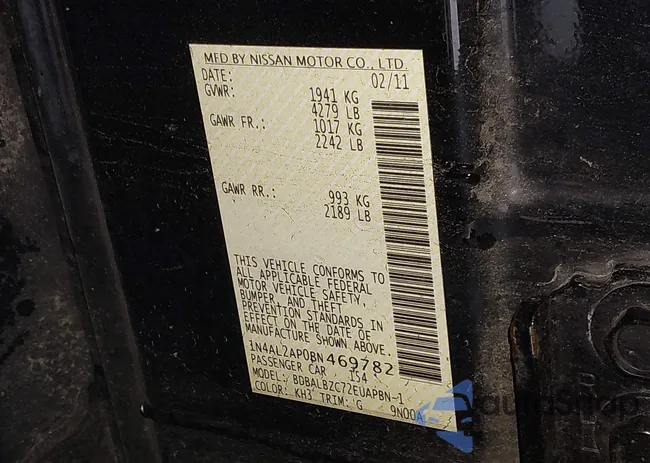 MFD BY NISSAN MOTOR CO., LTD.
DATE: 02/11
GVWR: 1941 KG
4279 LB
GAWR FR.: 1017 KG
2242 LB
GAWR RR.: 993 KG
2189 LB
THIS VEHICLE CONFORMS TO
ALL APPLICABLE FEDERAL
MOTOR VEHICLE SAFETY,
BUMPER, AND THEFT
PREVENTION STANDARDS IN
EFFECT ON THE DATE OF
MANUFACTURE SHOWN ABOVE.
1N4AL2AP0BN469782
PASSENGER CAR 154
MODEL: BDBALBZC72EUAPBN-1
COLOR: KH3 TRIM: G 9N00A
autoShop